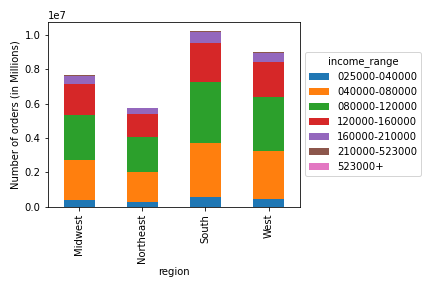 1e7
Number of orders (in Millions)
1.0
0.8
0.6
0.4
0.2
0.0
Midwest
Northeast
South
West
region
income_range
025000-040000
040000-080000
080000-120000
120000-160000
160000-210000
210000-523000
523000+